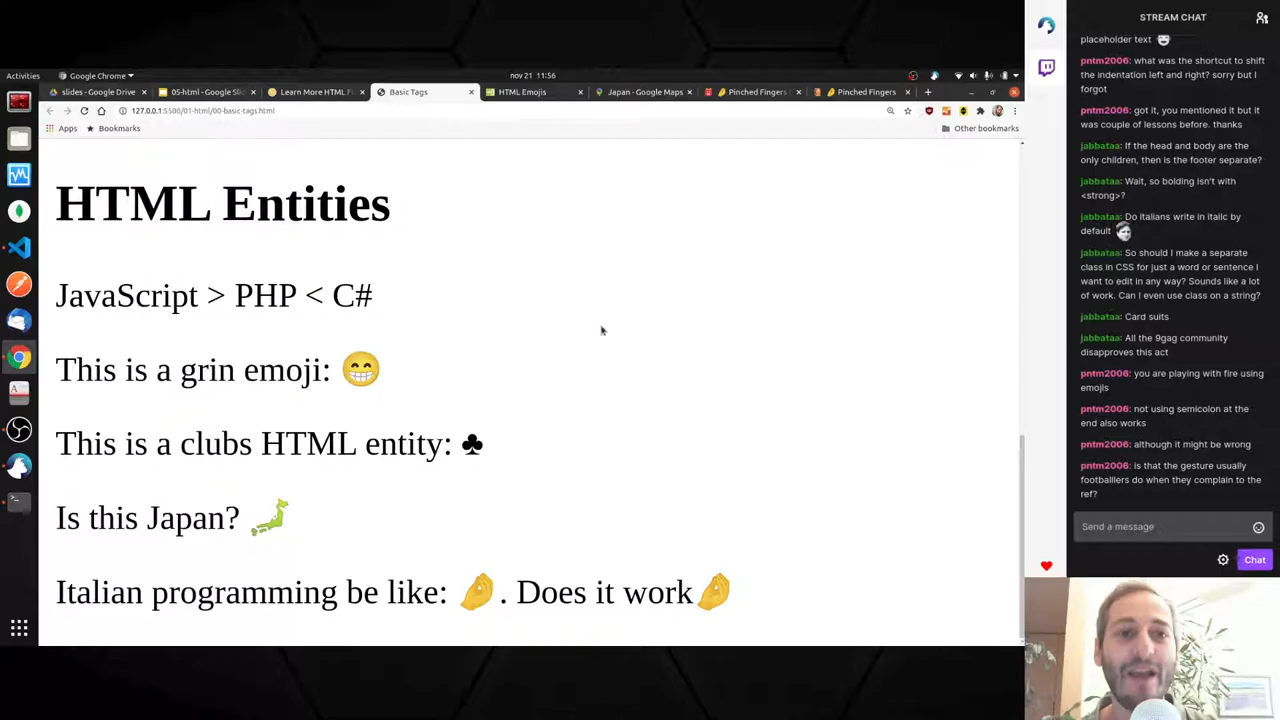 STREAM CHAT
Activities
Google Chrome
nov 21 11:56
slides - Google Drive
05-html - Google Sli
Learn More HTML F
Basic Tags
HTML Emojis
Japan - Google Maps
🤌 Pinched Fingers
🤌 Pinched Fingers
127.0.0.1:5500/01-html/00-basic-tags.html
Apps
Bookmarks
Other bookmarks
HTML Entities
JavaScript > PHP < C#
This is a grin emoji: 😁
This is a clubs HTML entity: ♣
Is this Japan? 🗾
Italian programming be like: 🤌. Does it work🤌
placeholder text
pntm2006: what was the shortcut to shift
the indentation left and right? sorry but I
forgot
pntm2006: got it, you mentioned it but it
was couple of lessons before. thanks
jabbataa: If the head and body are the
only children, then is the footer separate?
jabbataa: Wait, so bolding isn't with
<strong>?
jabbataa: Do italians write in itailc by
default
jabbataa: So should I make a separate
class in CSS for just a word or sentence I
want to edit in any way? Sounds like a lot
of work. Can I even use class on a string?
jabbataa: Card suits
jabbataa: All the 9gag community
disapproves this act
pntm2006: you are playing with fire using
emojis
pntm2006: not using semicolon at the
end also works
pntm2006: although it might be wrong
pntm2006: is that the gesture usually
footballlers do when they complain to the
ref?
Send a message
Chat